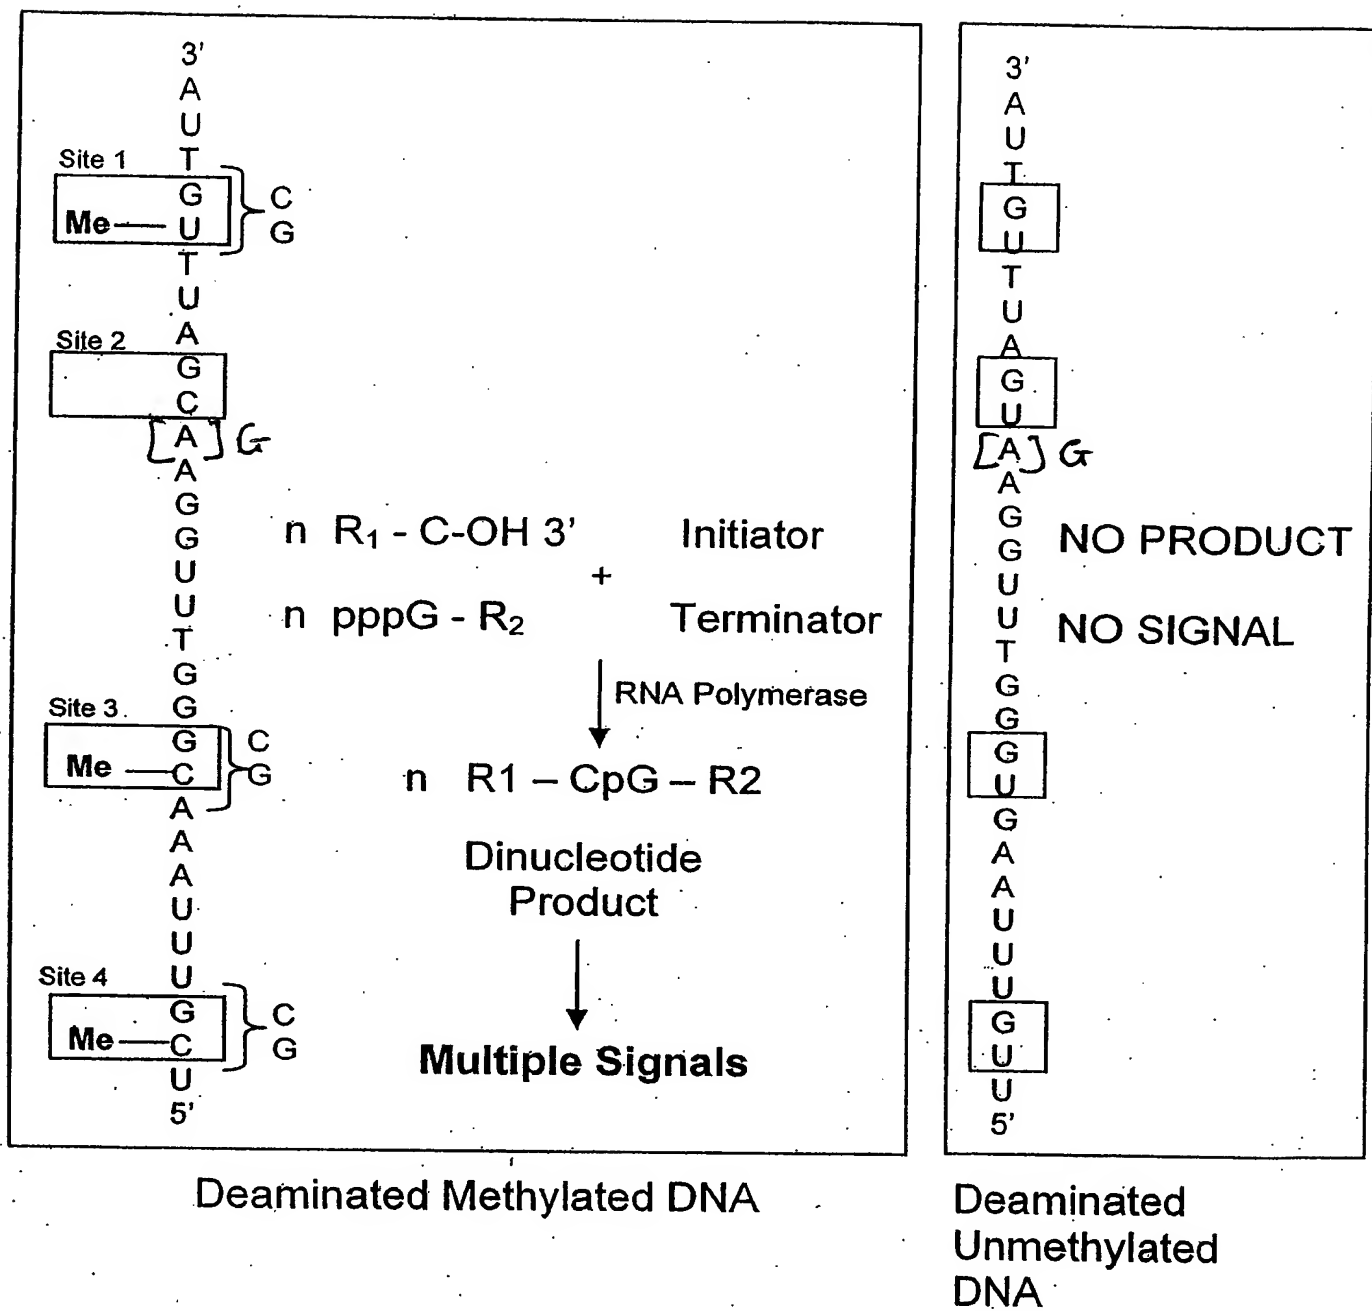 3'
A
U
T
Site 1
G
Me — U
C
G
T
U
A
Site 2
G
C
[A] G
A
G
G
U
U
T
G
G
Site 3
G
Me — C
C
G
A
A
A
U
U
U
Site 4
G
Me — C
C
G
U
5'
n R1 - C-OH 3' Initiator
+
n pppG - R2 Terminator
RNA Polymerase
n R1 – CpG – R2
Dinucleotide
Product
Multiple Signals
Deaminated Methylated DNA
3'
A
U
T
G
U
T
U
A
G
U
[A] G
A
G
G
U
U
T
G
G
G
U
G
A
A
U
U
U
G
U
U
5'
NO PRODUCT
NO SIGNAL
Deaminated
Unmethylated
DNA